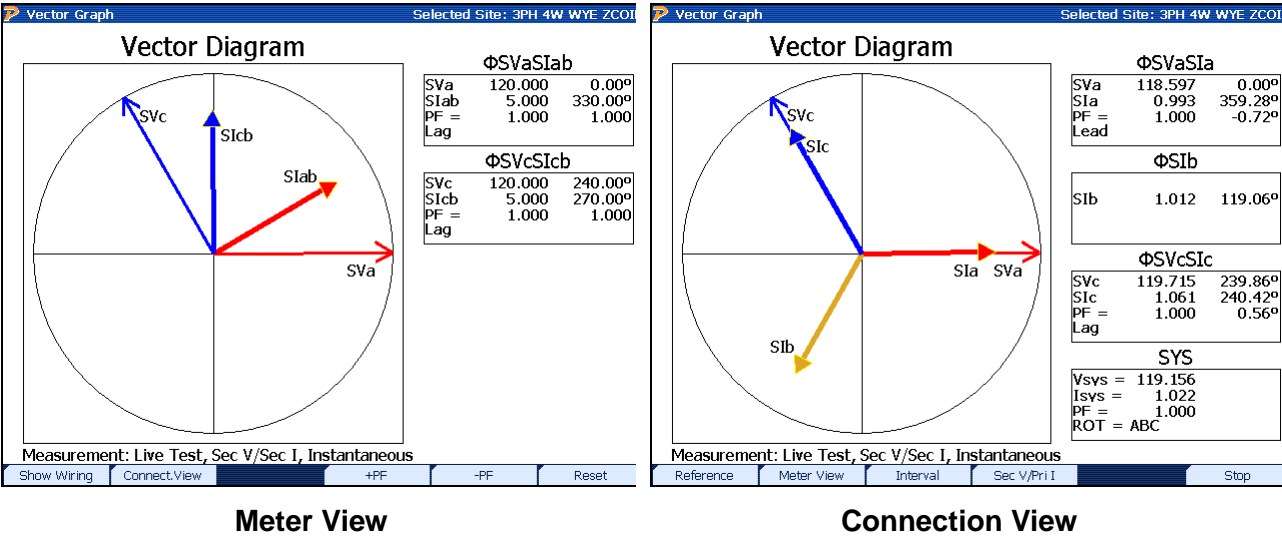 Vector Graph
Selected Site: 3PH 4W WYE ZCOI
Vector Diagram
SVc
SIcb
SIab
SVa
ΦSVaSIab
SVa 120.000 0.00º
SIab 5.000 330.00º
PF = 1.000 1.000
Lag
ΦSVcSIcb
SVc 120.000 240.00º
SIcb 5.000 270.00º
PF = 1.000 1.000
Lag
Measurement: Live Test, Sec V/Sec I, Instantaneous
Show Wiring Connect.View +PF -PF Reset
Meter View
Vector Graph
Selected Site: 3PH 4W WYE ZCOI
Vector Diagram
SVc
SIc
SIa SVa
SIb
ΦSVaSIa
SVa 118.597 0.00º
SIa 0.993 359.28º
PF = 1.000 -0.72º
Lead
ΦSIb
SIb 1.012 119.06º
ΦSVcSIc
SVc 119.715 239.86º
SIc 1.061 240.42º
PF = 1.000 0.56º
Lag
SYS
Vsys = 119.156
Isys = 1.022
PF = 1.000
ROT = ABC
Measurement: Live Test, Sec V/Sec I, Instantaneous
Reference Meter View Interval Sec V/Pri I Stop
Connection View